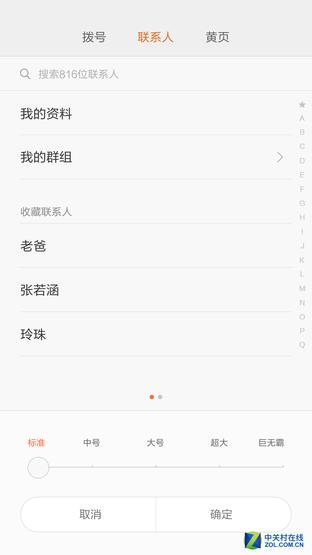 拨号 联系人 黄页
搜索816位联系人
我的资料
我的群组
收藏联系人
老爸
张若涵
玲珠
★
A
B
C
D
E
F
G
H
I
J
K
L
M
N
O
P
Q
标准 中号 大号 超大 巨无霸
取消 确定
中关村在线
ZOL.COM.CN